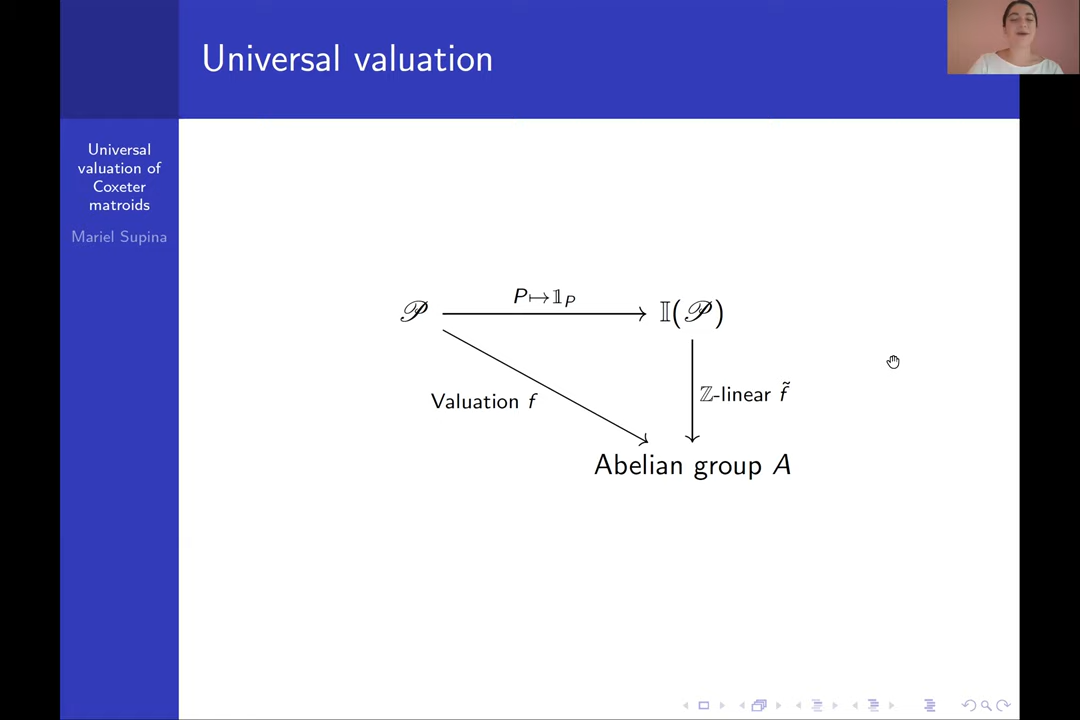 Universal valuation
Universal
valuation of
Coxeter
matroids
Mariel Supina
P↦𝟙_P
𝒫
𝕀(𝒫)
Valuation f
ℤ-linear f̃
Abelian group A